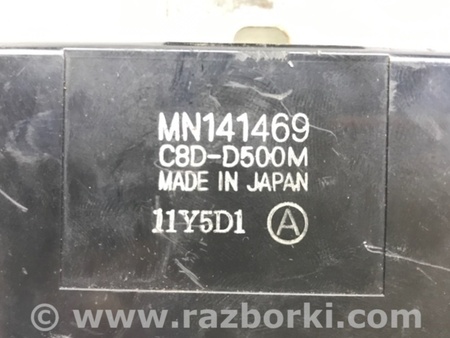 MN141469
C8D-D500M
MADE IN JAPAN
11Y5D1 A
© www.razborki.com